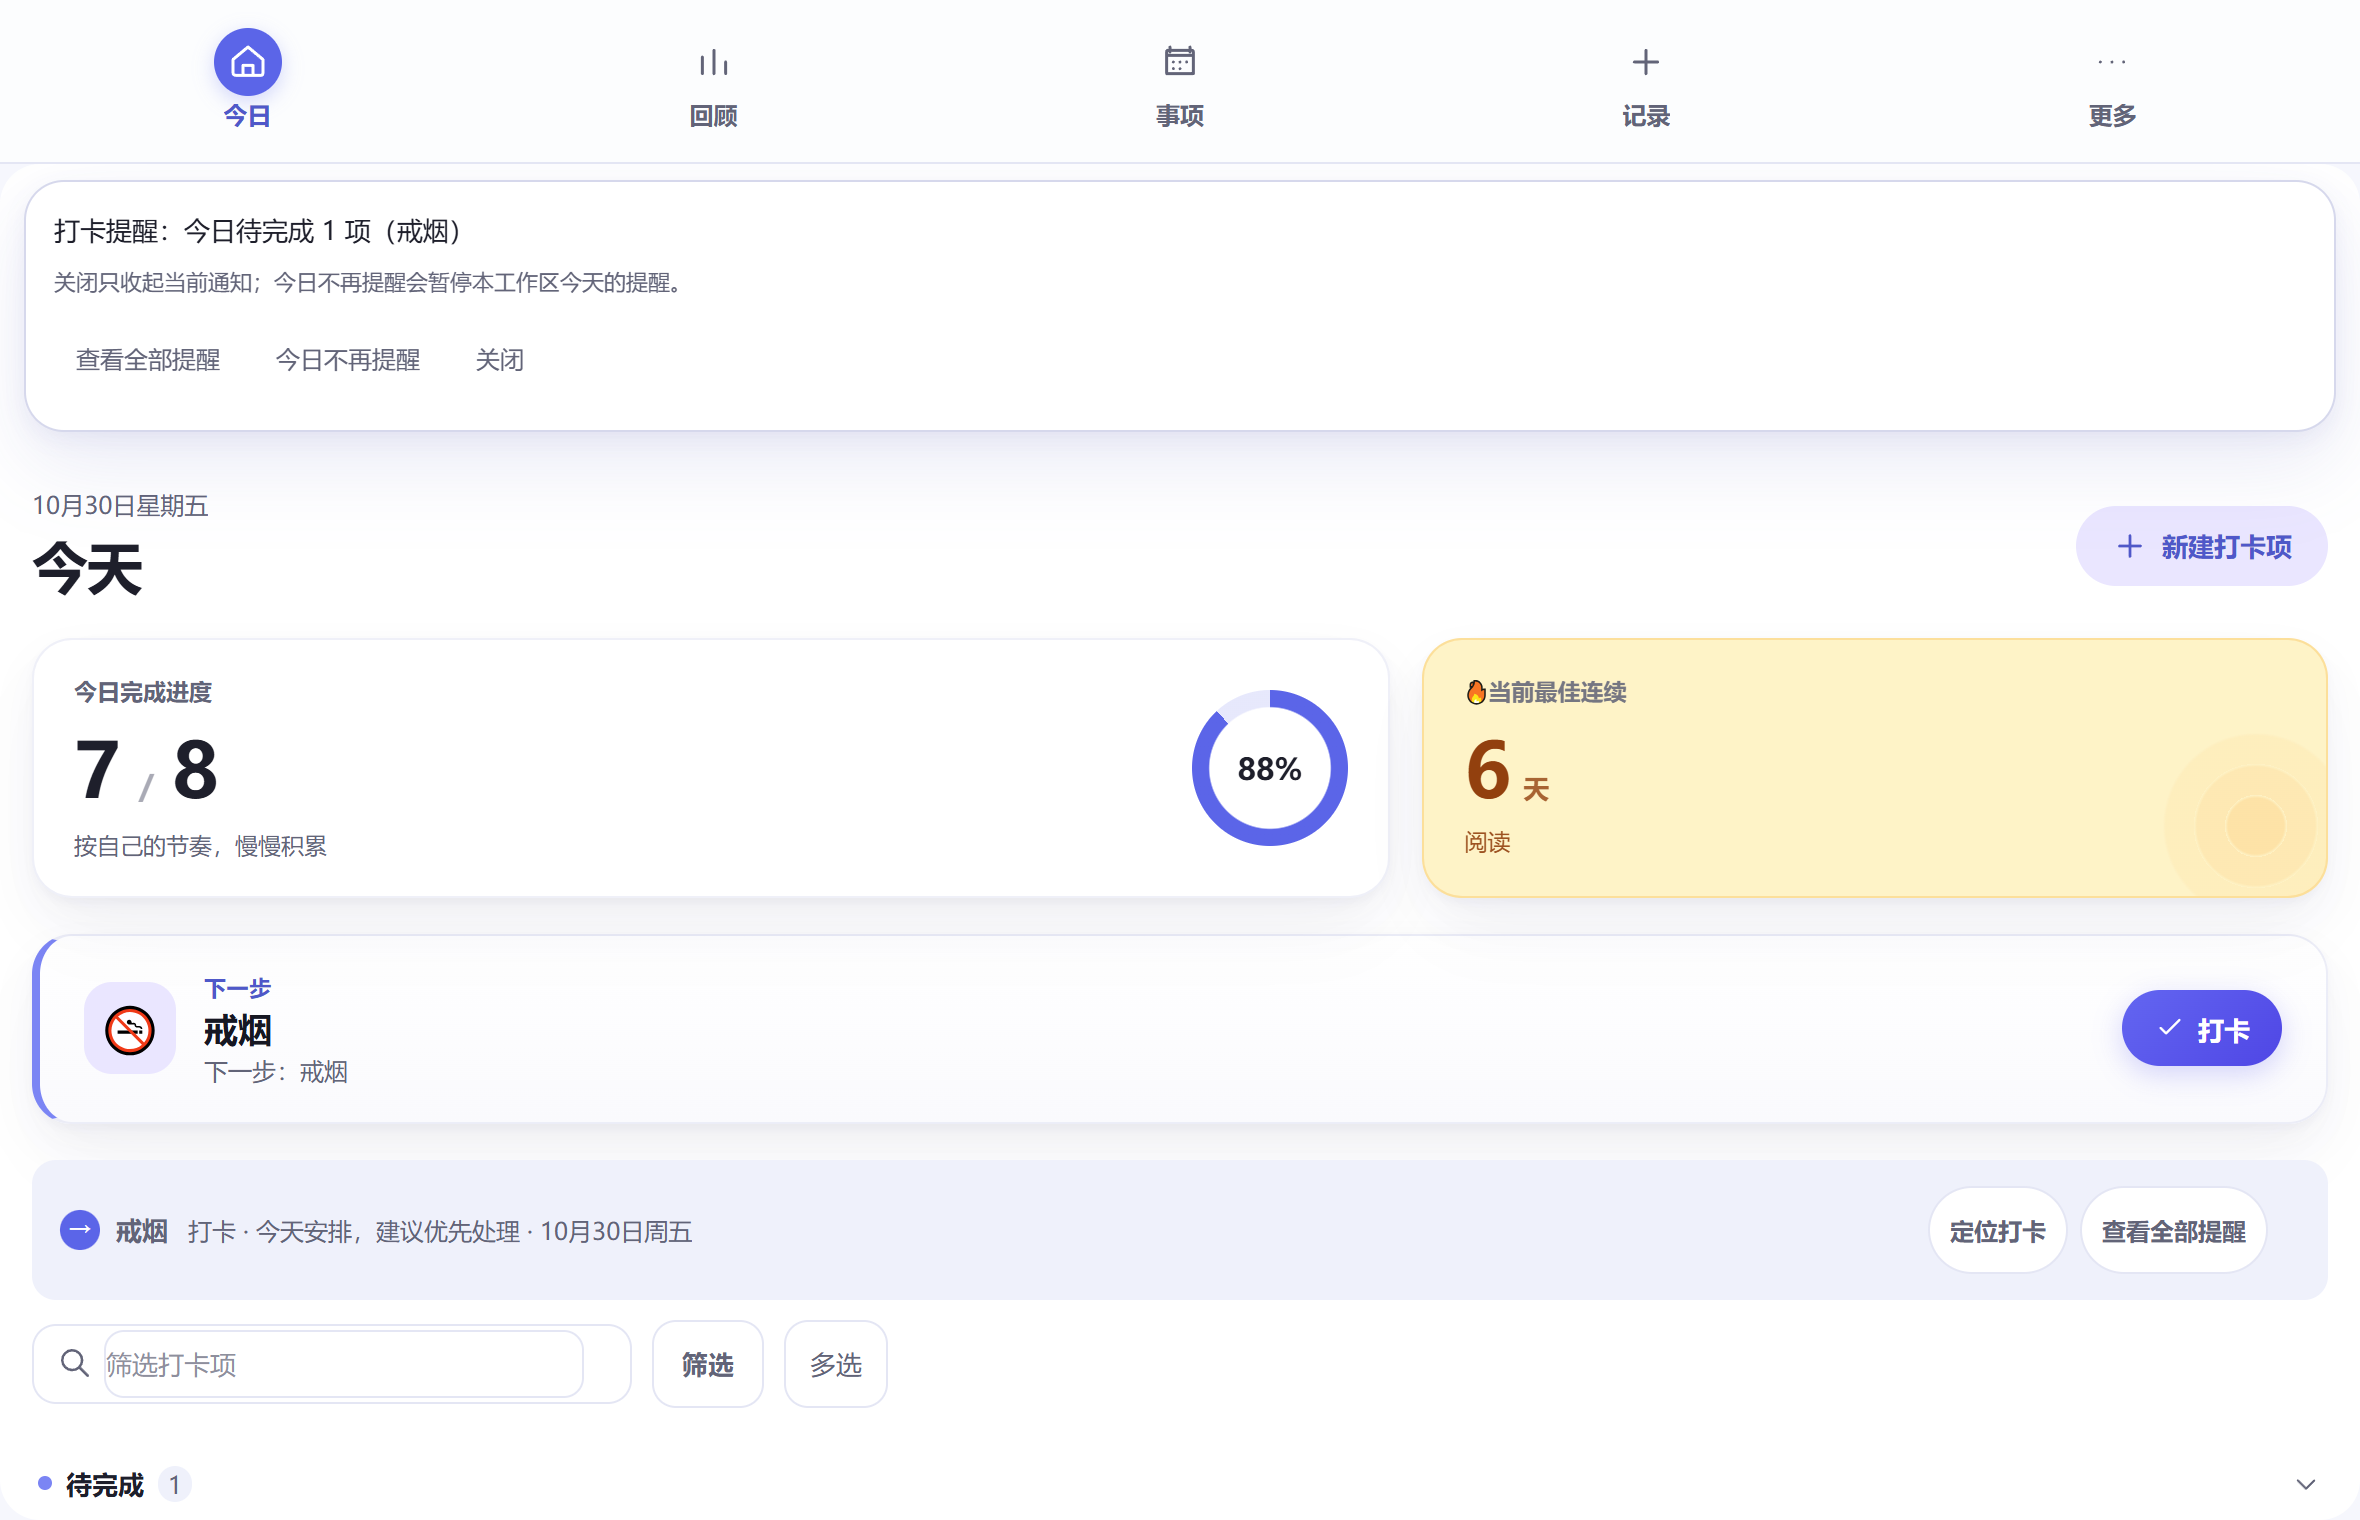 今日
回顾
事项
记录
更多
打卡提醒：今日待完成 1 项（戒烟）
关闭只收起当前通知；今日不再提醒会暂停本工作区今天的提醒。
查看全部提醒
今日不再提醒
关闭
10月30日星期五
今天
新建打卡项
今日完成进度
7 / 8
按自己的节奏，慢慢积累
88%
当前最佳连续
6 天
阅读
下一步
戒烟
下一步：戒烟
打卡
戒烟 打卡 · 今天安排，建议优先处理 · 10月30日周五
定位打卡
查看全部提醒
筛选打卡项
筛选
多选
待完成 1